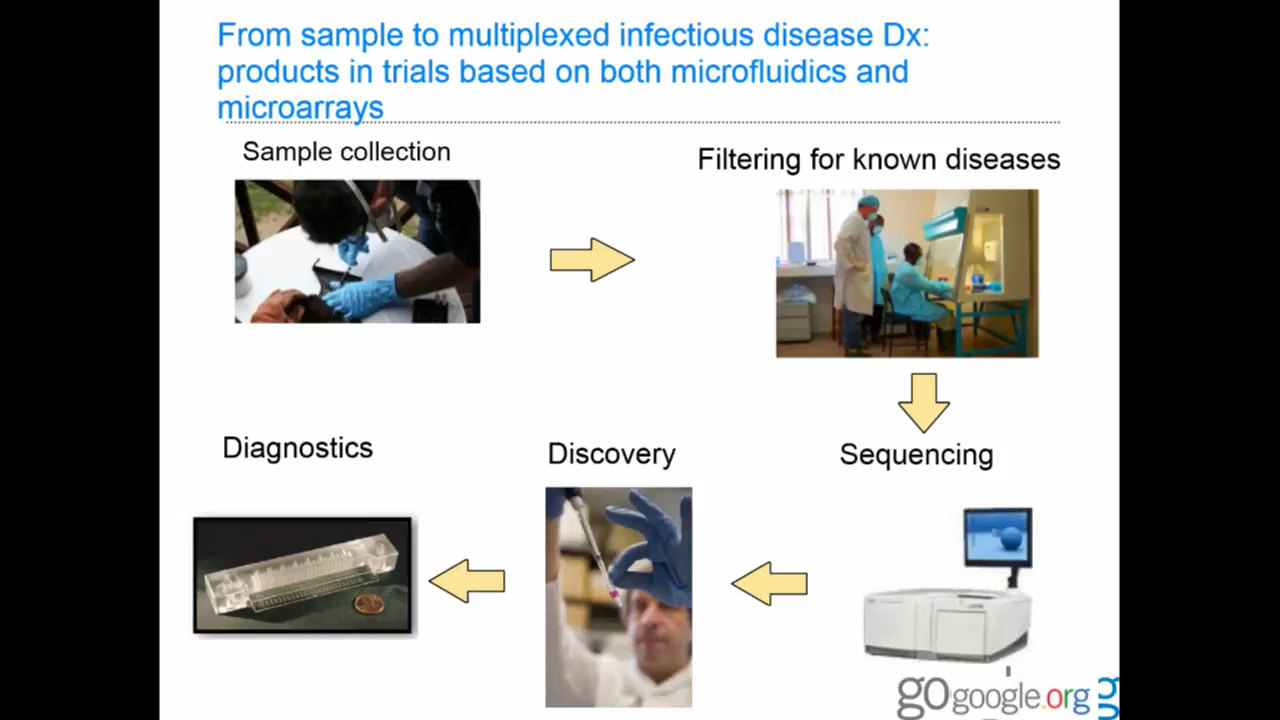 From sample to multiplexed infectious disease Dx:
products in trials based on both microfluidics and
microarrays
Sample collection
Filtering for known diseases
Sequencing
Discovery
Diagnostics
go google.org g